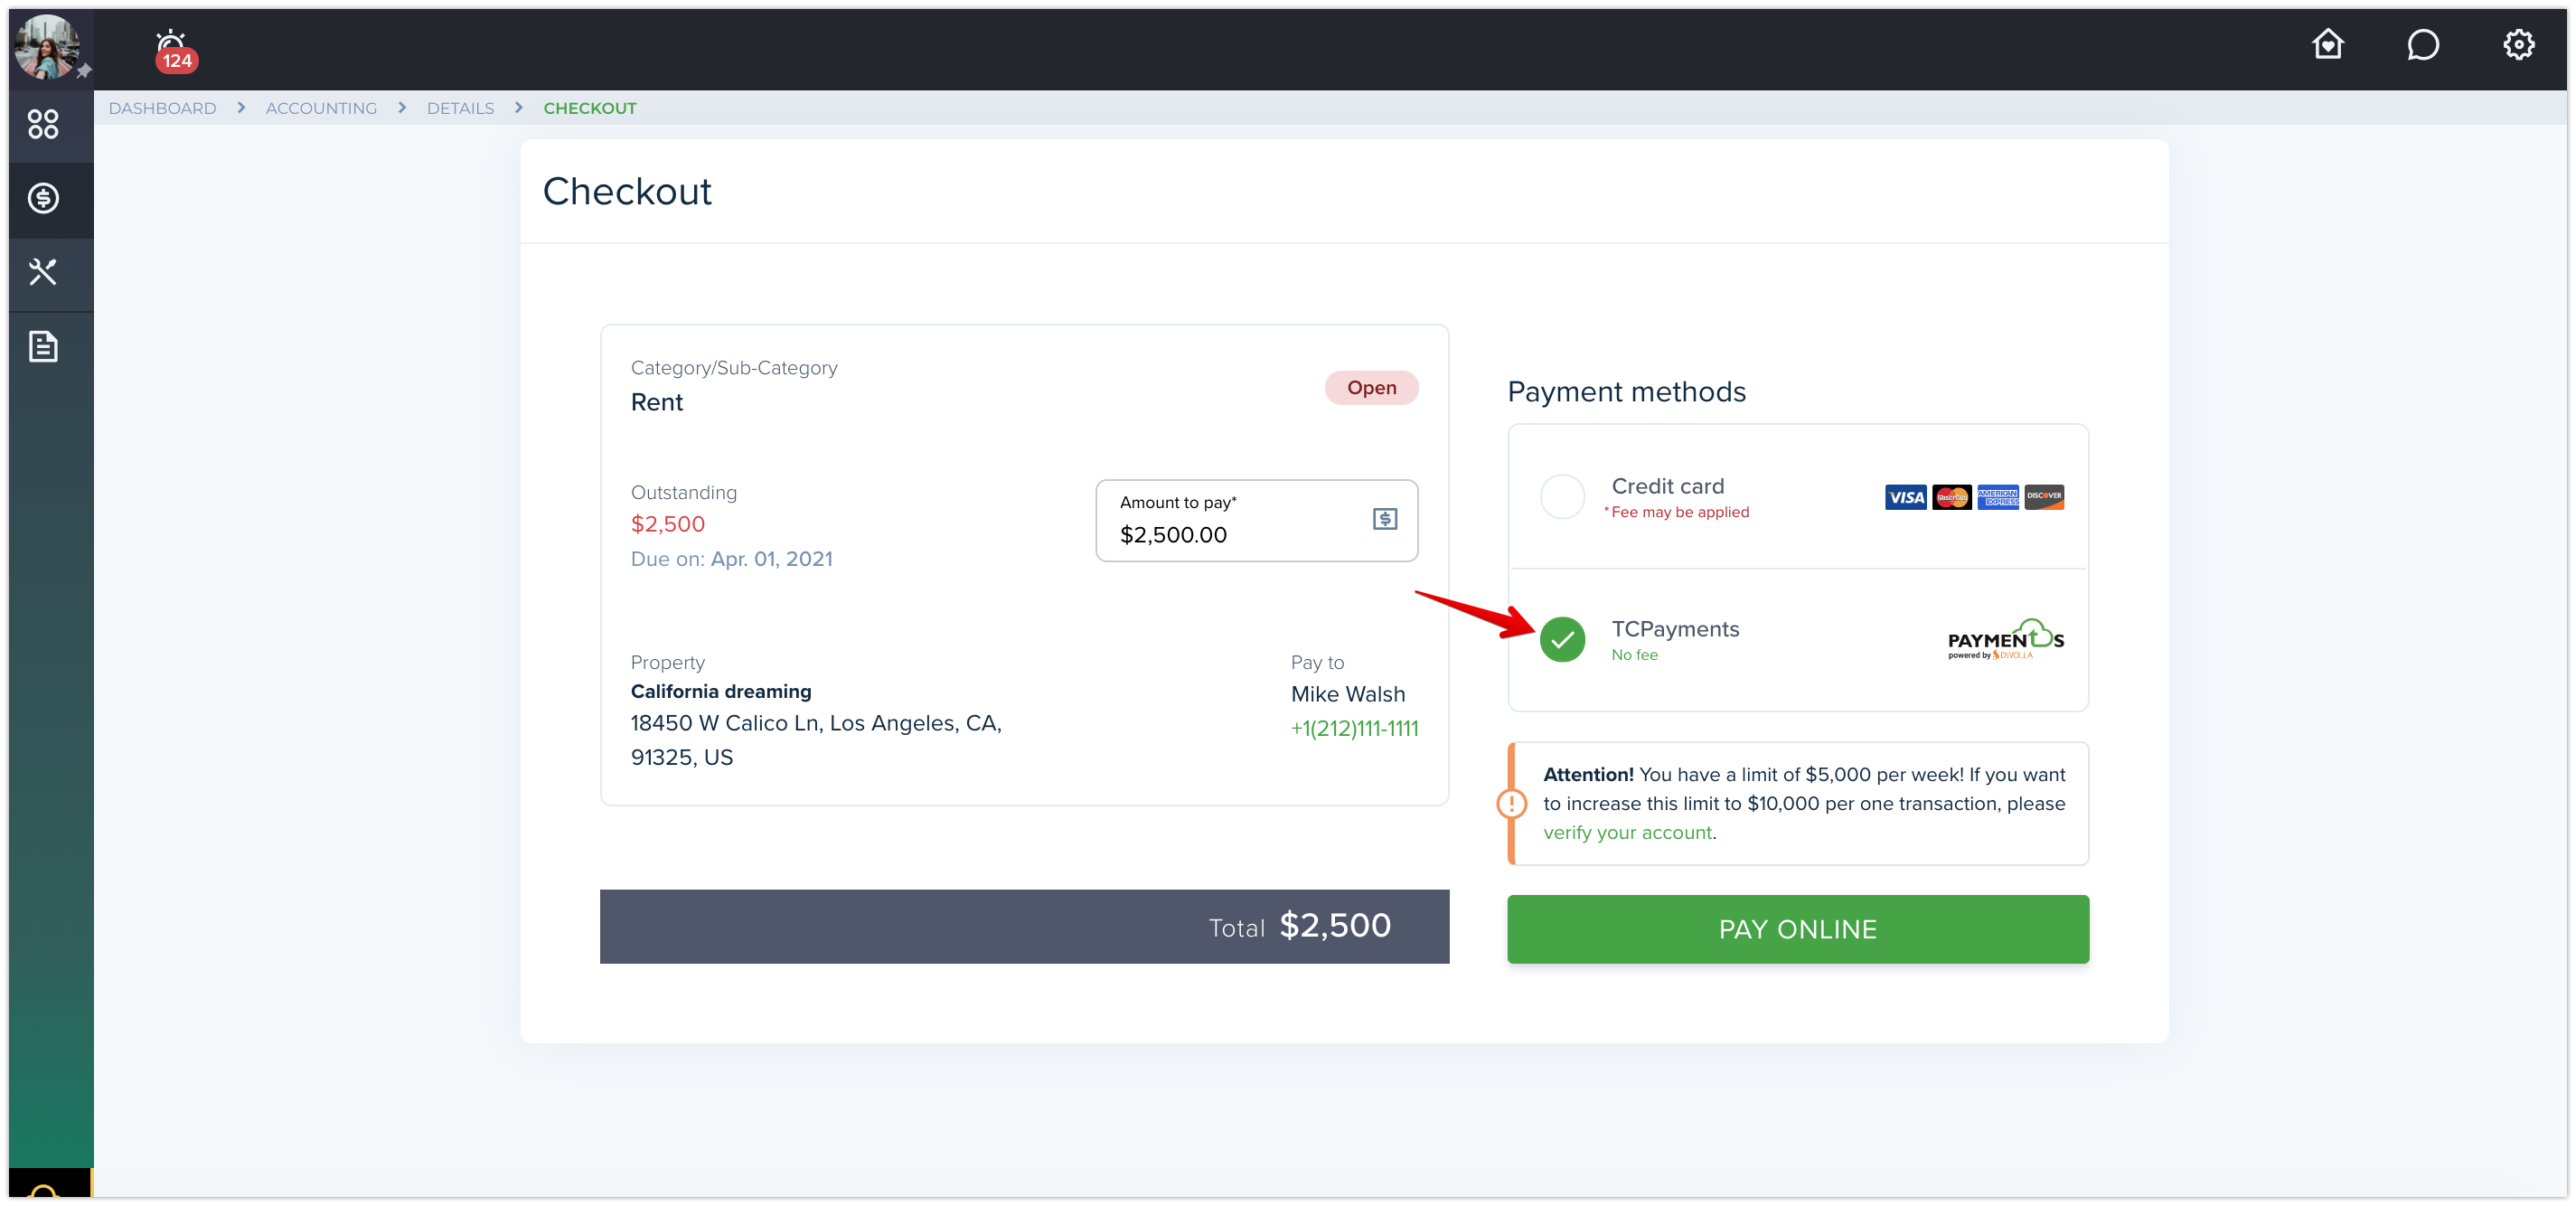 124
DASHBOARD > ACCOUNTING > DETAILS > CHECKOUT
Checkout
Category/Sub-Category
Rent
Open
Outstanding
$2,500
Due on: Apr. 01, 2021
Amount to pay*
$2,500.00
Property
California dreaming
18450 W Calico Ln, Los Angeles, CA,
91325, US
Pay to
Mike Walsh
+1(212)111-1111
Total $2,500
Payment methods
Credit card
*Fee may be applied
VISA MasterCard AMERICAN EXPRESS DISCOVER
TCPayments
No fee
PAYMENtS
powered by DWOLLA
Attention! You have a limit of $5,000 per week! If you want
to increase this limit to $10,000 per one transaction, please
verify your account.
PAY ONLINE